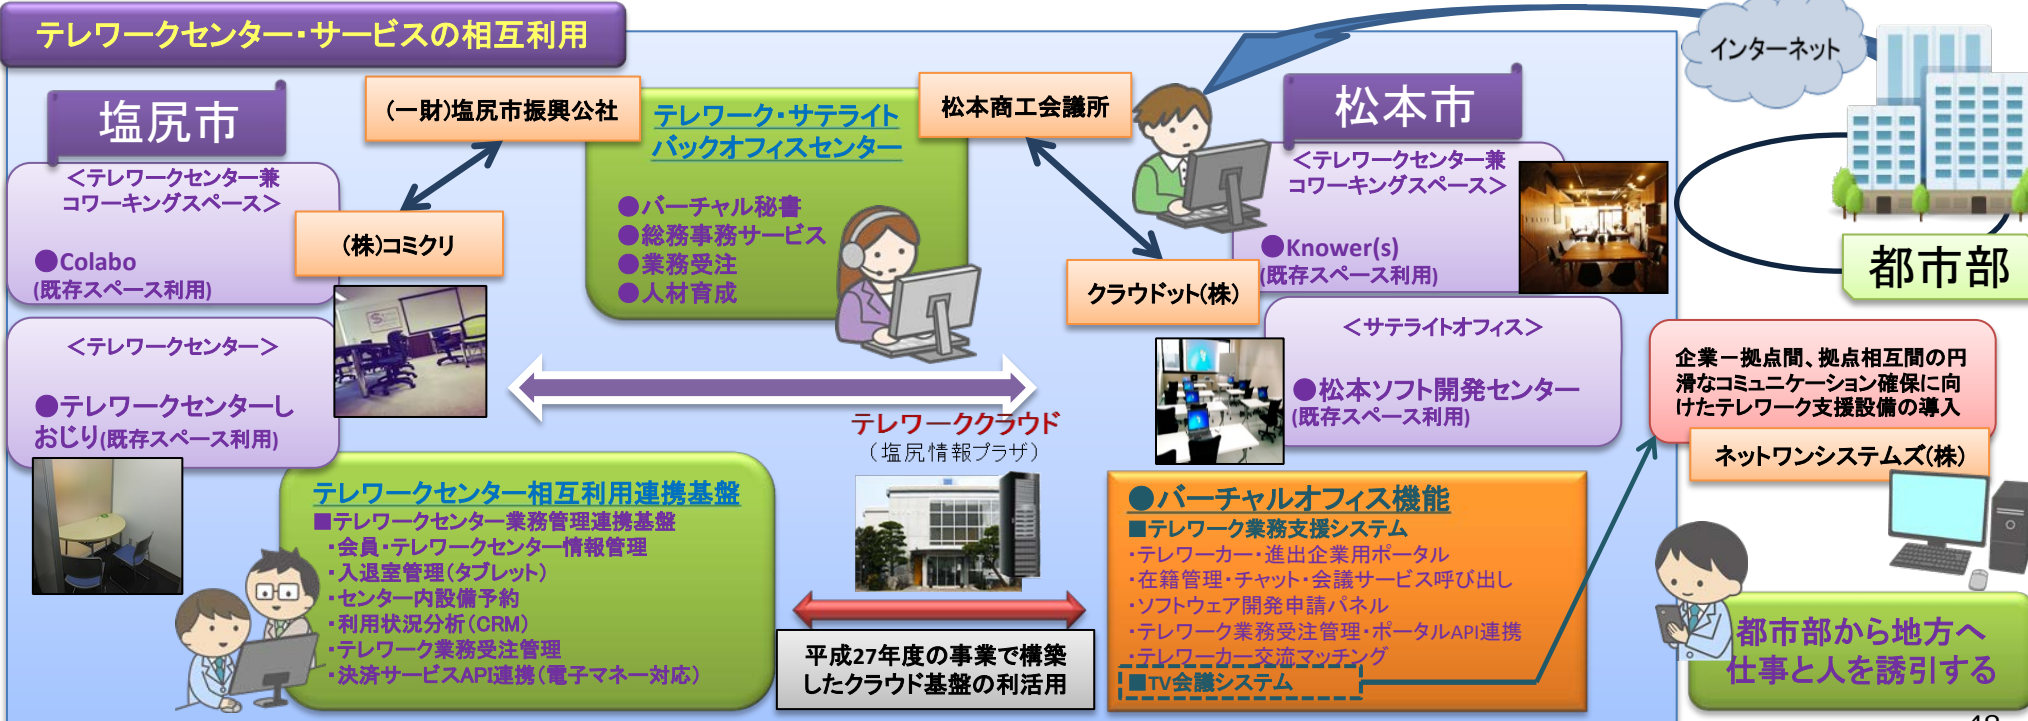 テレワークセンター・サービスの相互利用
塩尻市
(一財)塩尻市振興公社
(株)コミクリ
<テレワークセンター兼
コワーキングスペース>
●Colabo
(既存スペース利用)
<テレワークセンター>
●テレワークセンターし
おじり(既存スペース利用)
テレワーク・サテライト
バックオフィスセンター
●バーチャル秘書
●総務事務サービス
●業務受注
●人材育成
松本商工会議所
クラウドット(株)
松本市
<テレワークセンター兼
コワーキングスペース>
●Knower(s)
(既存スペース利用)
<サテライトオフィス>
●松本ソフト開発センター
(既存スペース利用)
インターネット
都市部
テレワーククラウド
(塩尻情報プラザ)
テレワークセンター相互利用連携基盤
■テレワークセンター業務管理連携基盤
・会員・テレワークセンター情報管理
・入退室管理(タブレット)
・センター内設備予約
・利用状況分析(CRM)
・テレワーク業務受注管理
・決済サービスAPI連携(電子マネー対応)
平成27年度の事業で構築
したクラウド基盤の利活用
●バーチャルオフィス機能
■テレワーク業務支援システム
・テレワーカー・進出企業用ポータル
・在籍管理・チャット・会議サービス呼び出し
・ソフトウェア開発申請パネル
・テレワーク業務受注管理・ポータルAPI連携
・テレワーカー交流マッチング
■TV会議システム
企業－拠点間、拠点相互間の円
滑なコミュニケーション確保に向
けたテレワーク支援設備の導入
ネットワンシステムズ(株)
都市部から地方へ
仕事と人を誘引する